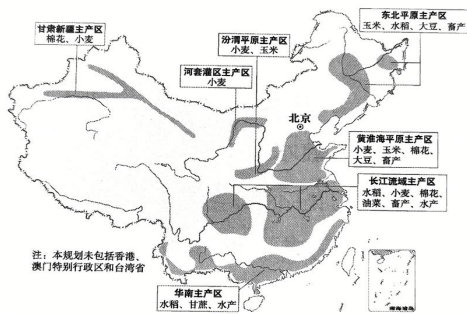 甘肃新疆主产区
棉花、小麦
汾渭平原主产区
小麦、玉米
东北平原主产区
玉米、水稻、大豆、畜产
河套灌区主产区
小麦
北京
黄淮海平原主产区
小麦、玉米、棉花、
大豆、畜产
长江流域主产区
水稻、小麦、棉花、
油菜、畜产、水产
注：本规划未包括香港、
澳门特别行政区和台湾省
华南主产区
水稻、甘蔗、水产
南海诸岛